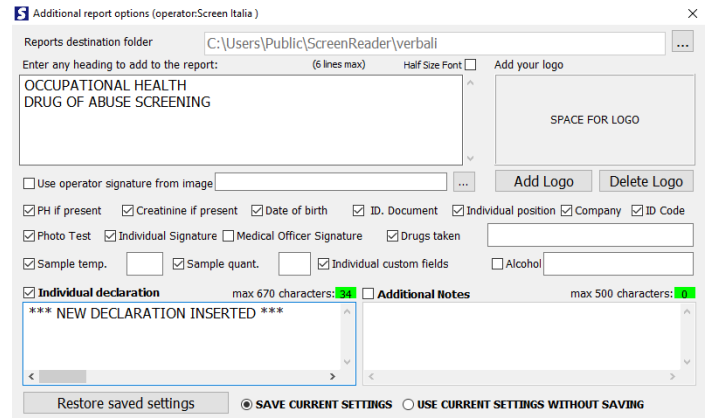 Additional report options (operator:Screen Italia )
Reports destination folder C:\Users\Public\ScreenReader\verbali ...
Enter any heading to add to the report: (6 lines max) Half Size Font Add your logo
OCCUPATIONAL HEALTH
DRUG OF ABUSE SCREENING
SPACE FOR LOGO
Use operator signature from image ... Add Logo Delete Logo
PH if present Creatinine if present Date of birth ID. Document Individual position Company ID Code
Photo Test Individual Signature Medical Officer Signature Drugs taken
Sample temp. Sample quant. Individual custom fields Alcohol
Individual declaration max 670 characters: 34 Additional Notes max 500 characters: 0
*** NEW DECLARATION INSERTED ***
Restore saved settings SAVE CURRENT SETTINGS USE CURRENT SETTINGS WITHOUT SAVING